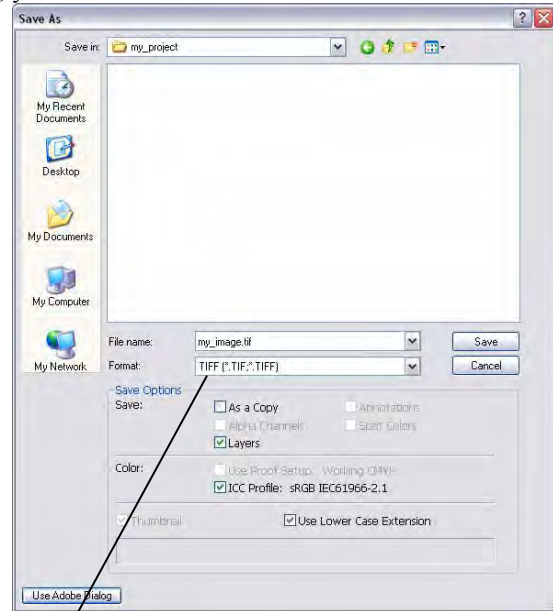 Save As
Save in: my_project
My Recent
Documents
Desktop
My Documents
My Computer
My Network
File name: my_image.tif Save
Format: TIFF (*.TIF;*.TIFF) Cancel
Save Options
Save: As a Copy Annotations
Alpha Channels Spot Colors
Layers
Color: Use Proof Setup: Working CMYK
ICC Profile: sRGB IEC61966-2.1
Thumbnail Use Lower Case Extension
Use Adobe Dialog